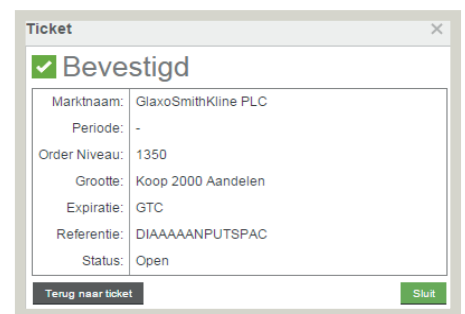 Ticket
Bevestigd
Marktnaam: GlaxoSmithKline PLC
Periode: -
Order Niveau: 1350
Grootte: Koop 2000 Aandelen
Expiratie: GTC
Referentie: DIAAAAANPUTSPAC
Status: Open
Terug naar ticket Sluit